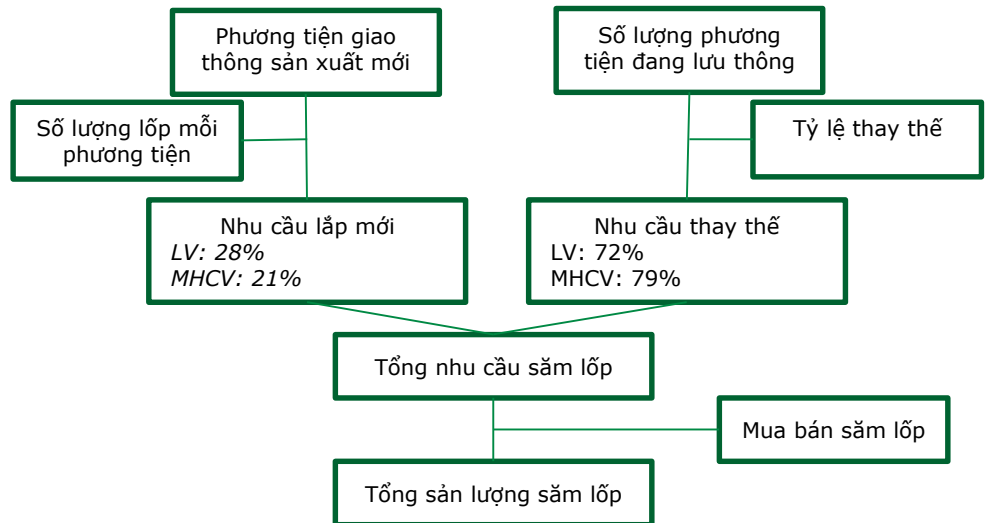 Phương tiện giao
thông sản xuất mới
Số lượng phương
tiện đang lưu thông
Số lượng lốp mỗi
phương tiện
Tỷ lệ thay thế
Nhu cầu lắp mới
LV: 28%
MHCV: 21%
Nhu cầu thay thế
LV: 72%
MHCV: 79%
Tổng nhu cầu săm lốp
Mua bán săm lốp
Tổng sản lượng săm lốp